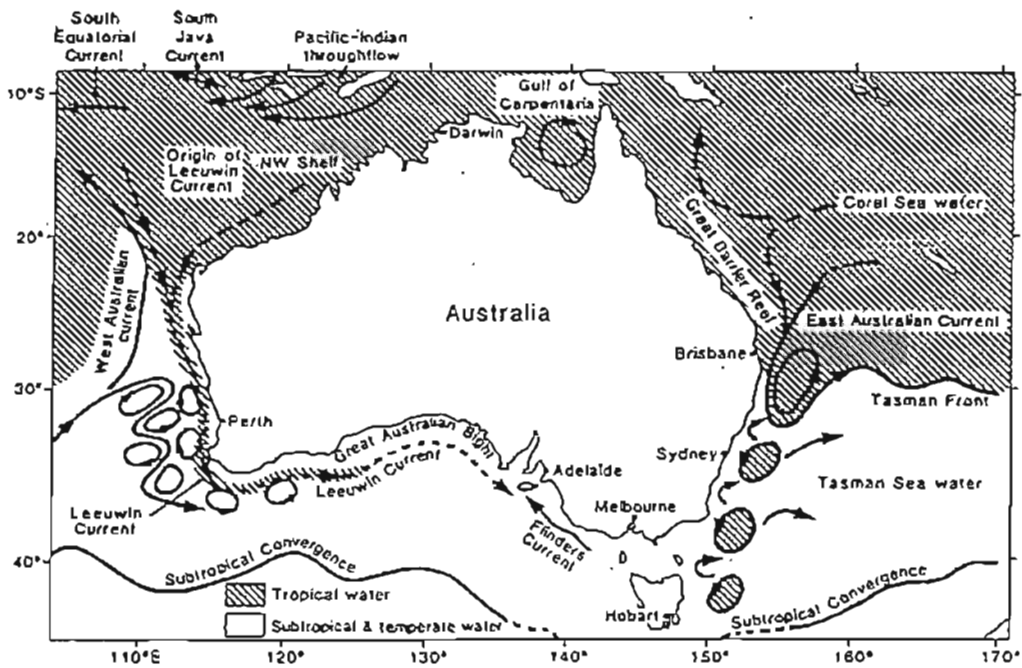 South
Equatorial
Current
South
Java
Current
Pacific-Indian
throughflow
10°S
Gulf of
Carpentaria
Darwin
Origin of
Leeuwin
Current
NW Shelf
Coral Sea water
20°
Great Barrier Reef
West Australian
Current
Australia
East Australian Current
Brisbane
30°
Tasman Front
Perth
Great Australian Bight
Sydney
Leeuwin Current
Adelaide
Tasman Sea water
Melbourne
Leeuwin
Current
Flinders
Current
40°
Subtropical Convergence
Subtropical Convergence
Tropical water
Hobart
Subtropical & temperate water
110°E
120°
130°
140°
150°
160°
170°